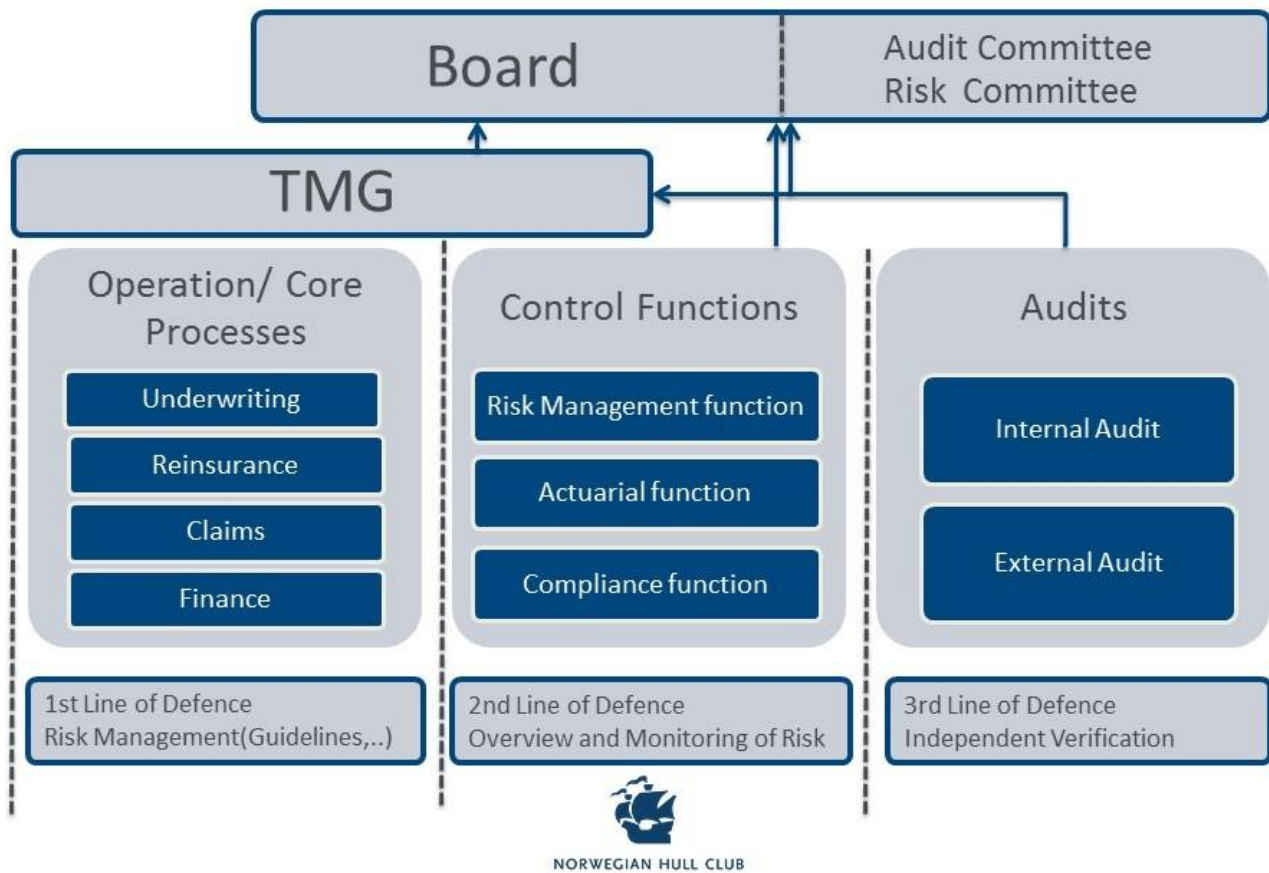 Board
Audit Committee
Risk Committee
TMG
Operation/ Core
Processes
Underwriting
Reinsurance
Claims
Finance
Control Functions
Risk Management function
Actuarial function
Compliance function
Audits
Internal Audit
External Audit
1st Line of Defence
Risk Management(Guidelines,..)
2nd Line of Defence
Overview and Monitoring of Risk
3rd Line of Defence
Independent Verification
NORWEGIAN HULL CLUB